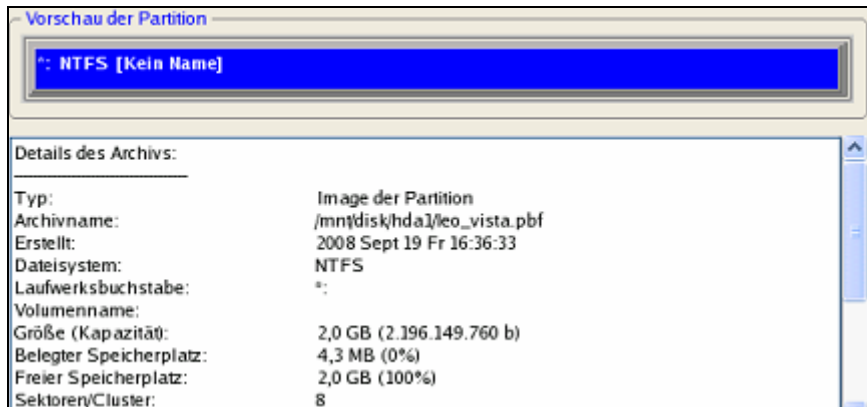 Vorschau der Partition
*: NTFS [Kein Name]
Details des Archivs:
Typ: Image der Partition
Archivname: /mnt/disk/hda1/leo_vista.pbf
Erstellt: 2008 Sept 19 Fr 16:36:33
Dateisystem: NTFS
Laufwerksbuchstabe: *:
Volumenname:
Größe (Kapazität): 2,0 GB (2.196.149.760 b)
Belegter Speicherplatz: 4,3 MB (0%)
Freier Speicherplatz: 2,0 GB (100%)
Sektoren/Cluster: 8